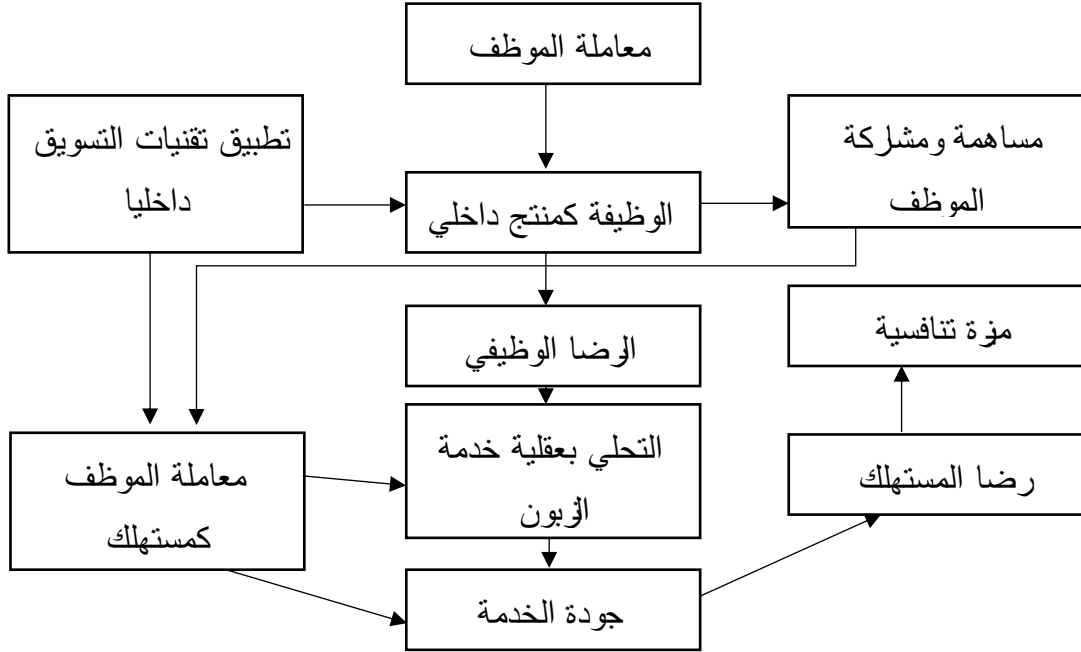 معاملة الموظف
مساهمة ومشاركة
الموظف
تطبيق تقنيات التسويق
داخليا
الوظيفة كمنتج داخلي
الرضا الوظيفي
ميزة تنافسية
التحلي بعقلية خدمة
الزبون
معاملة الموظف
كمستهلك
رضا المستهلك
جودة الخدمة